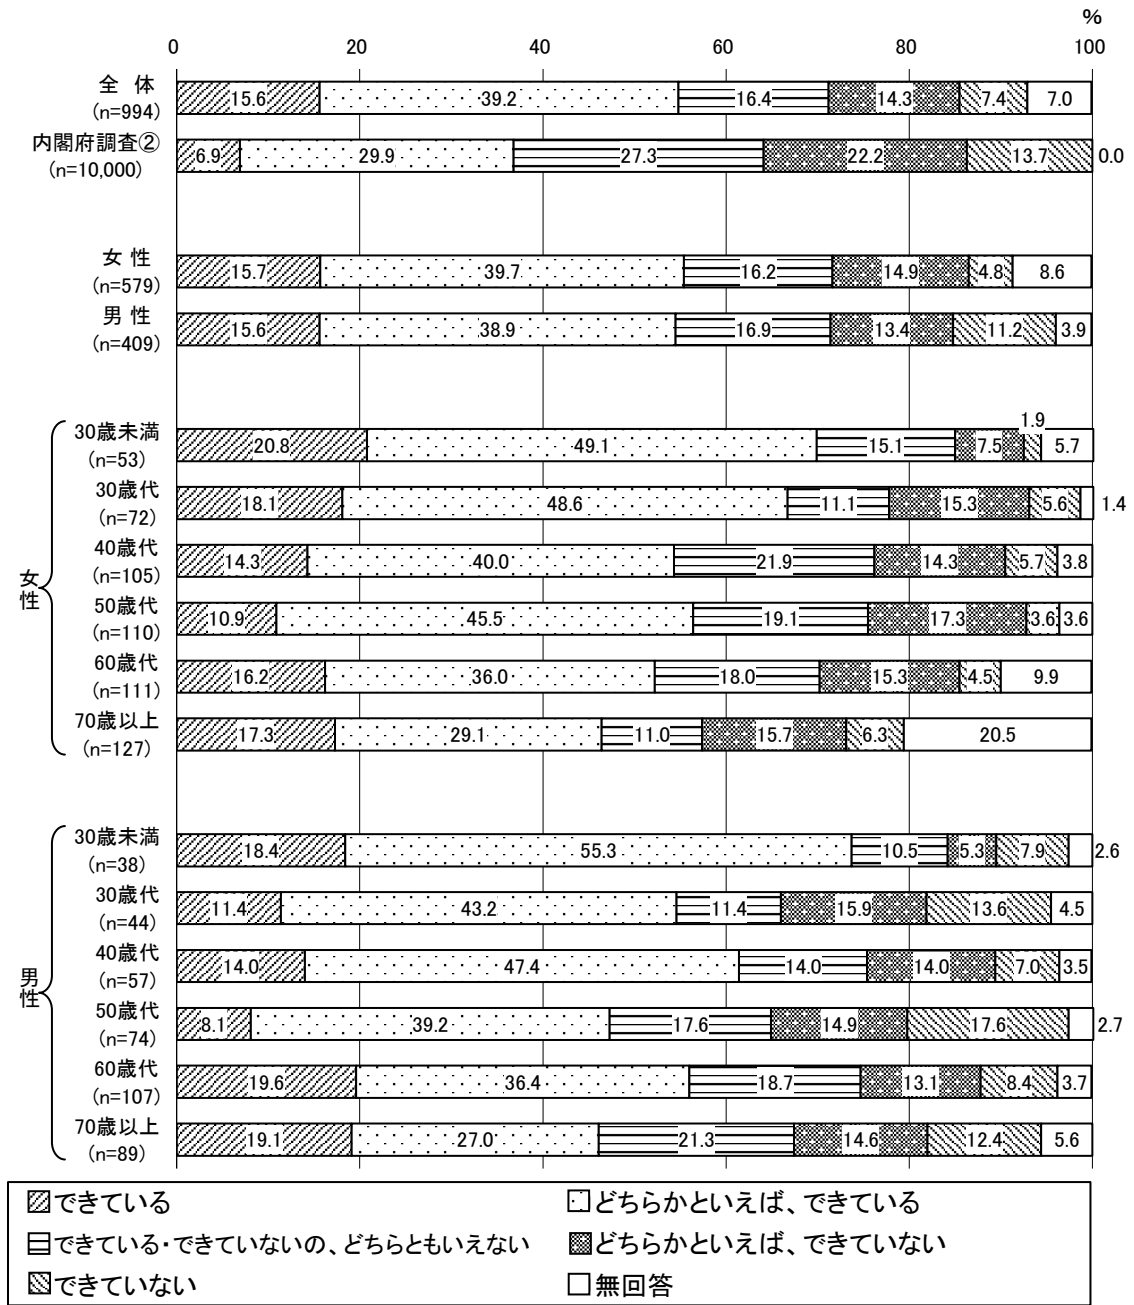 %
0 20 40 60 80 100
全 体
(n=994)
15.6 39.2 16.4 14.3 7.4 7.0
内閣府調査②
(n=10,000)
6.9 29.9 27.3 22.2 13.7 0.0
女 性
(n=579)
15.7 39.7 16.2 14.9 4.8 8.6
男 性
(n=409)
15.6 38.9 16.9 13.4 11.2 3.9
女性
30歳未満
(n=53)
20.8 49.1 15.1 7.5 1.9 5.7
30歳代
(n=72)
18.1 48.6 11.1 15.3 5.6 1.4
40歳代
(n=105)
14.3 40.0 21.9 14.3 5.7 3.8
50歳代
(n=110)
10.9 45.5 19.1 17.3 3.6 3.6
60歳代
(n=111)
16.2 36.0 18.0 15.3 4.5 9.9
70歳以上
(n=127)
17.3 29.1 11.0 15.7 6.3 20.5
男性
30歳未満
(n=38)
18.4 55.3 10.5 5.3 7.9 2.6
30歳代
(n=44)
11.4 43.2 11.4 15.9 13.6 4.5
40歳代
(n=57)
14.0 47.4 14.0 14.0 7.0 3.5
50歳代
(n=74)
8.1 39.2 17.6 14.9 17.6 2.7
60歳代
(n=107)
19.6 36.4 18.7 13.1 8.4 3.7
70歳以上
(n=89)
19.1 27.0 21.3 14.6 12.4 5.6
できている どちらかといえば、できている
できている・できていないの、どちらともいえない どちらかといえば、できていない
できていない 無回答